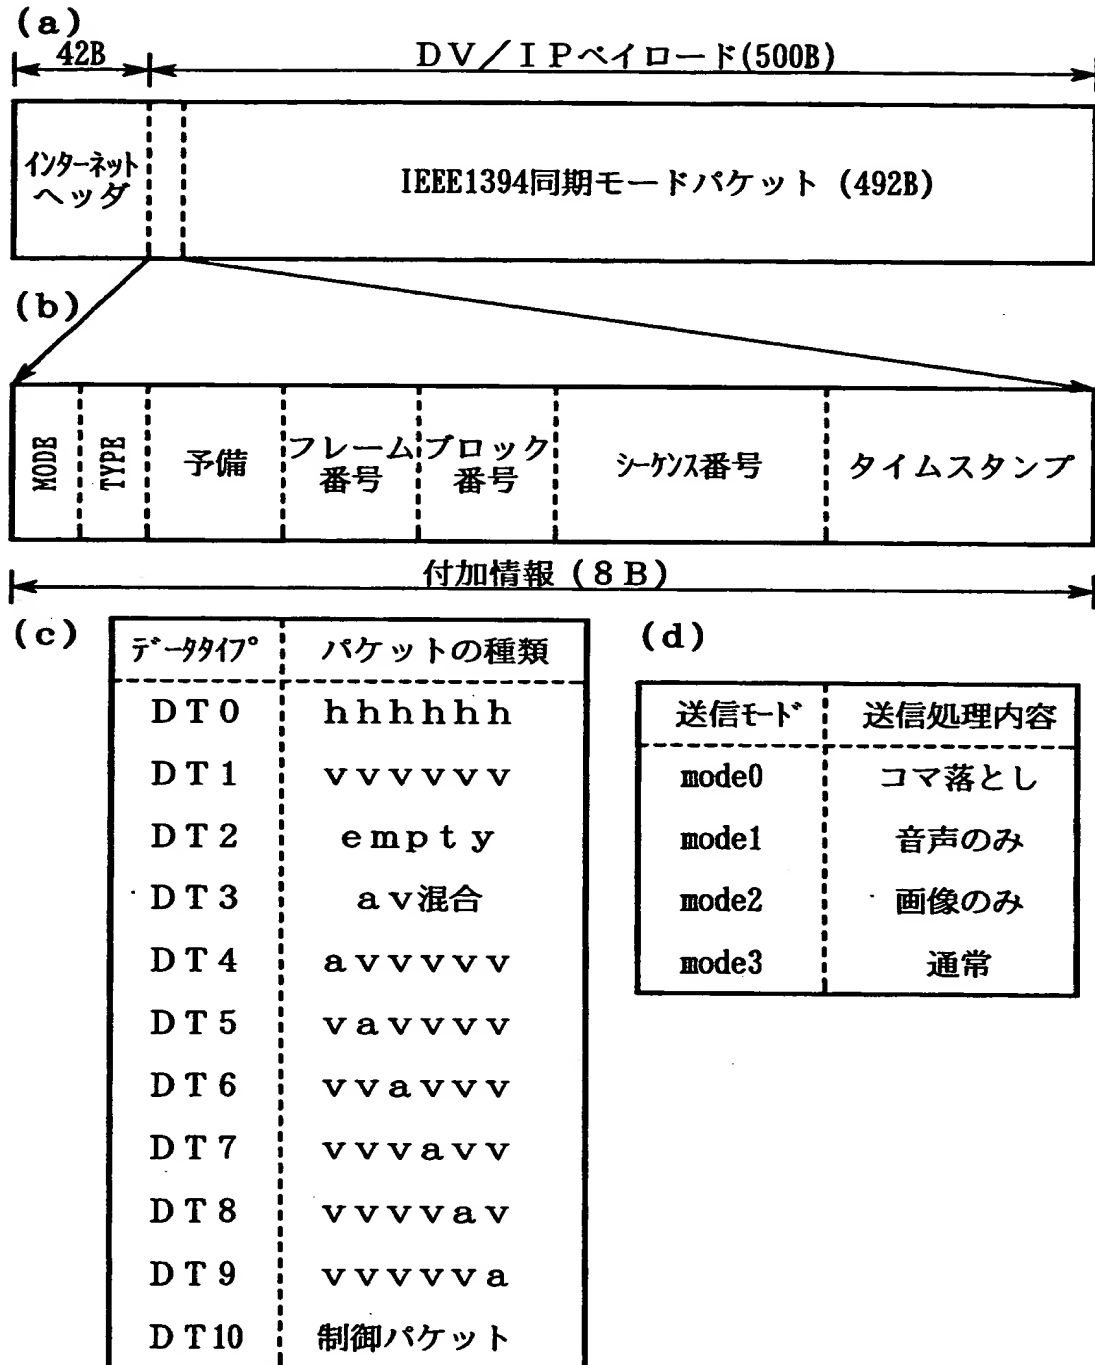 (a)
42B DV/IPペイロード(500B)
インターネット
ヘッダ
IEEE1394同期モードパケット (492B)
(b)
MODE TYPE 予備 フレーム番号 ブロック番号 シーケンス番号 タイムスタンプ
付加情報 (8B)
(c)
データタイプ パケットの種類
DT0 hhhhhh
DT1 vvvvvv
DT2 empty
DT3 av混合
DT4 avvvvv
DT5 vavvvv
DT6 vvavvv
DT7 vvvavv
DT8 vvvvav
DT9 vvvvva
DT10 制御パケット
(d)
送信モード 送信処理内容
mode0 コマ落とし
mode1 音声のみ
mode2 画像のみ
mode3 通常